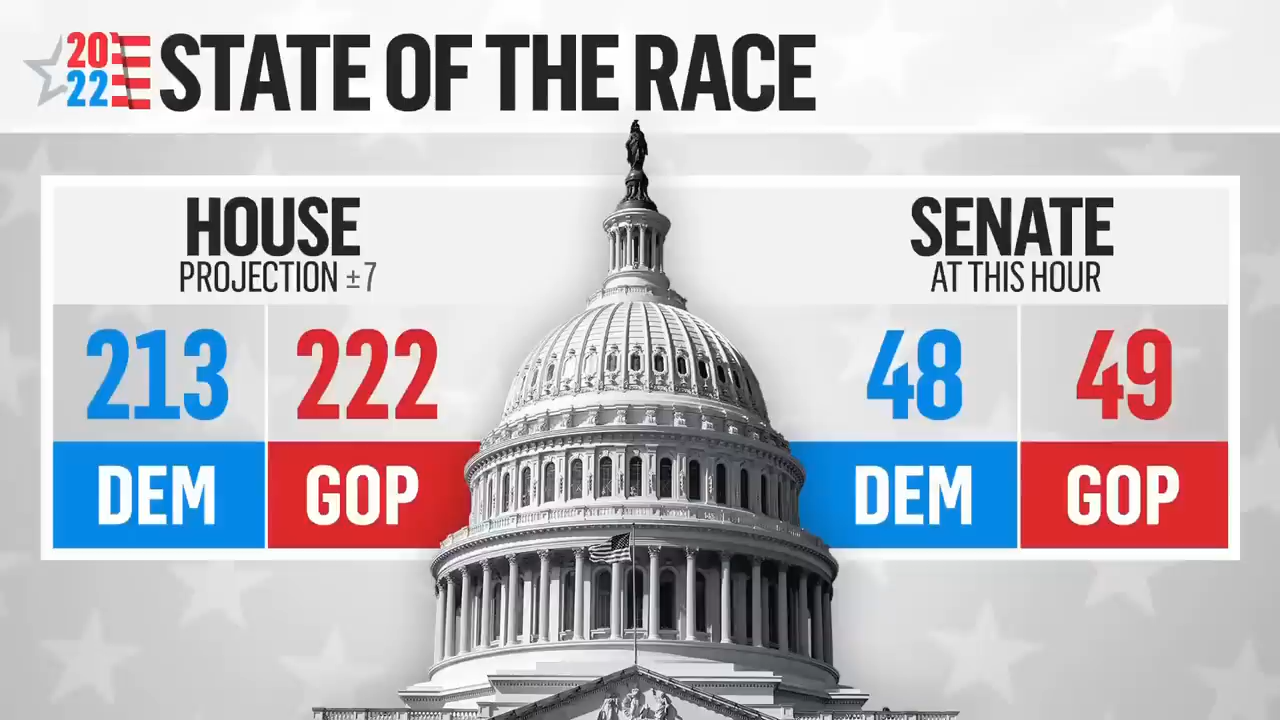 2022
STATE OF THE RACE
HOUSE
PROJECTION ±7
213
222
DEM
GOP
SENATE
AT THIS HOUR
48
49
DEM
GOP